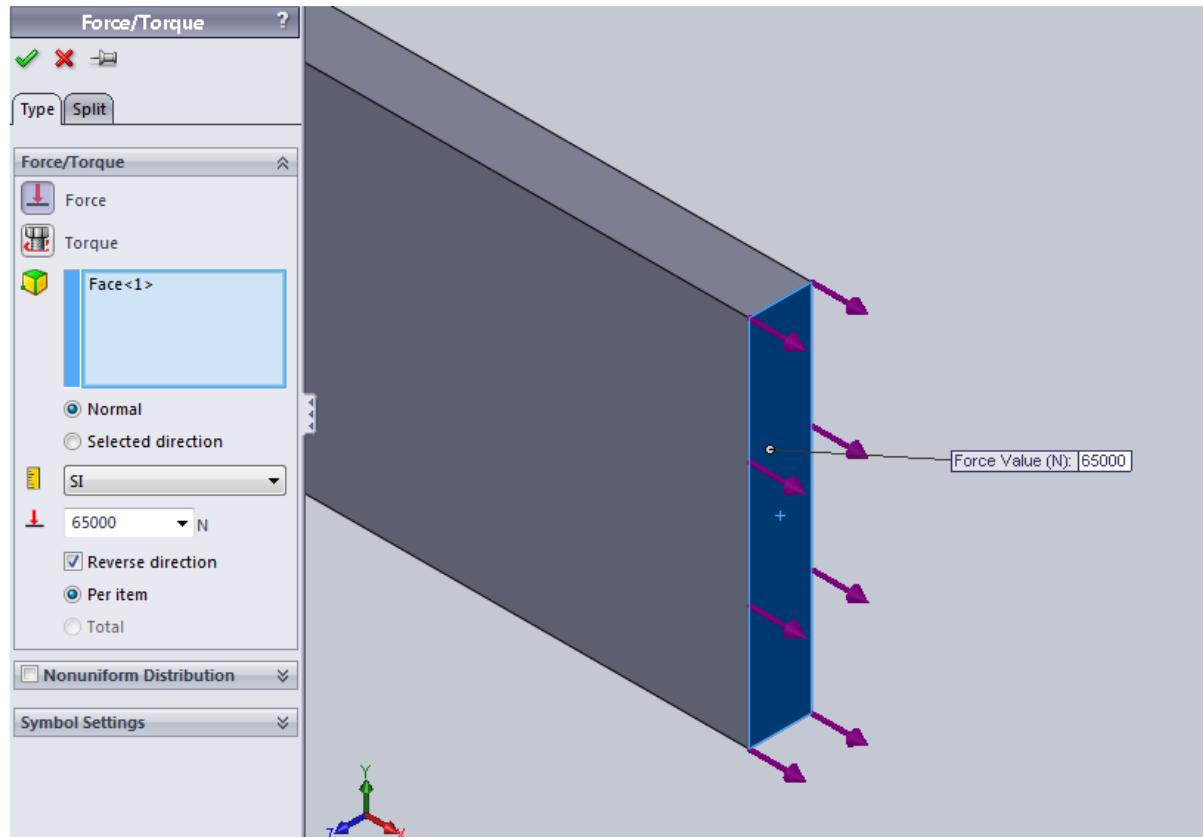 Force/Torque ?
Type Split
Force/Torque
Force
Torque
Face<1>
Normal
Selected direction
SI
65000 N
Reverse direction
Per item
Total
Nonuniform Distribution
Symbol Settings
Force Value (N): 65000
Y
Z X